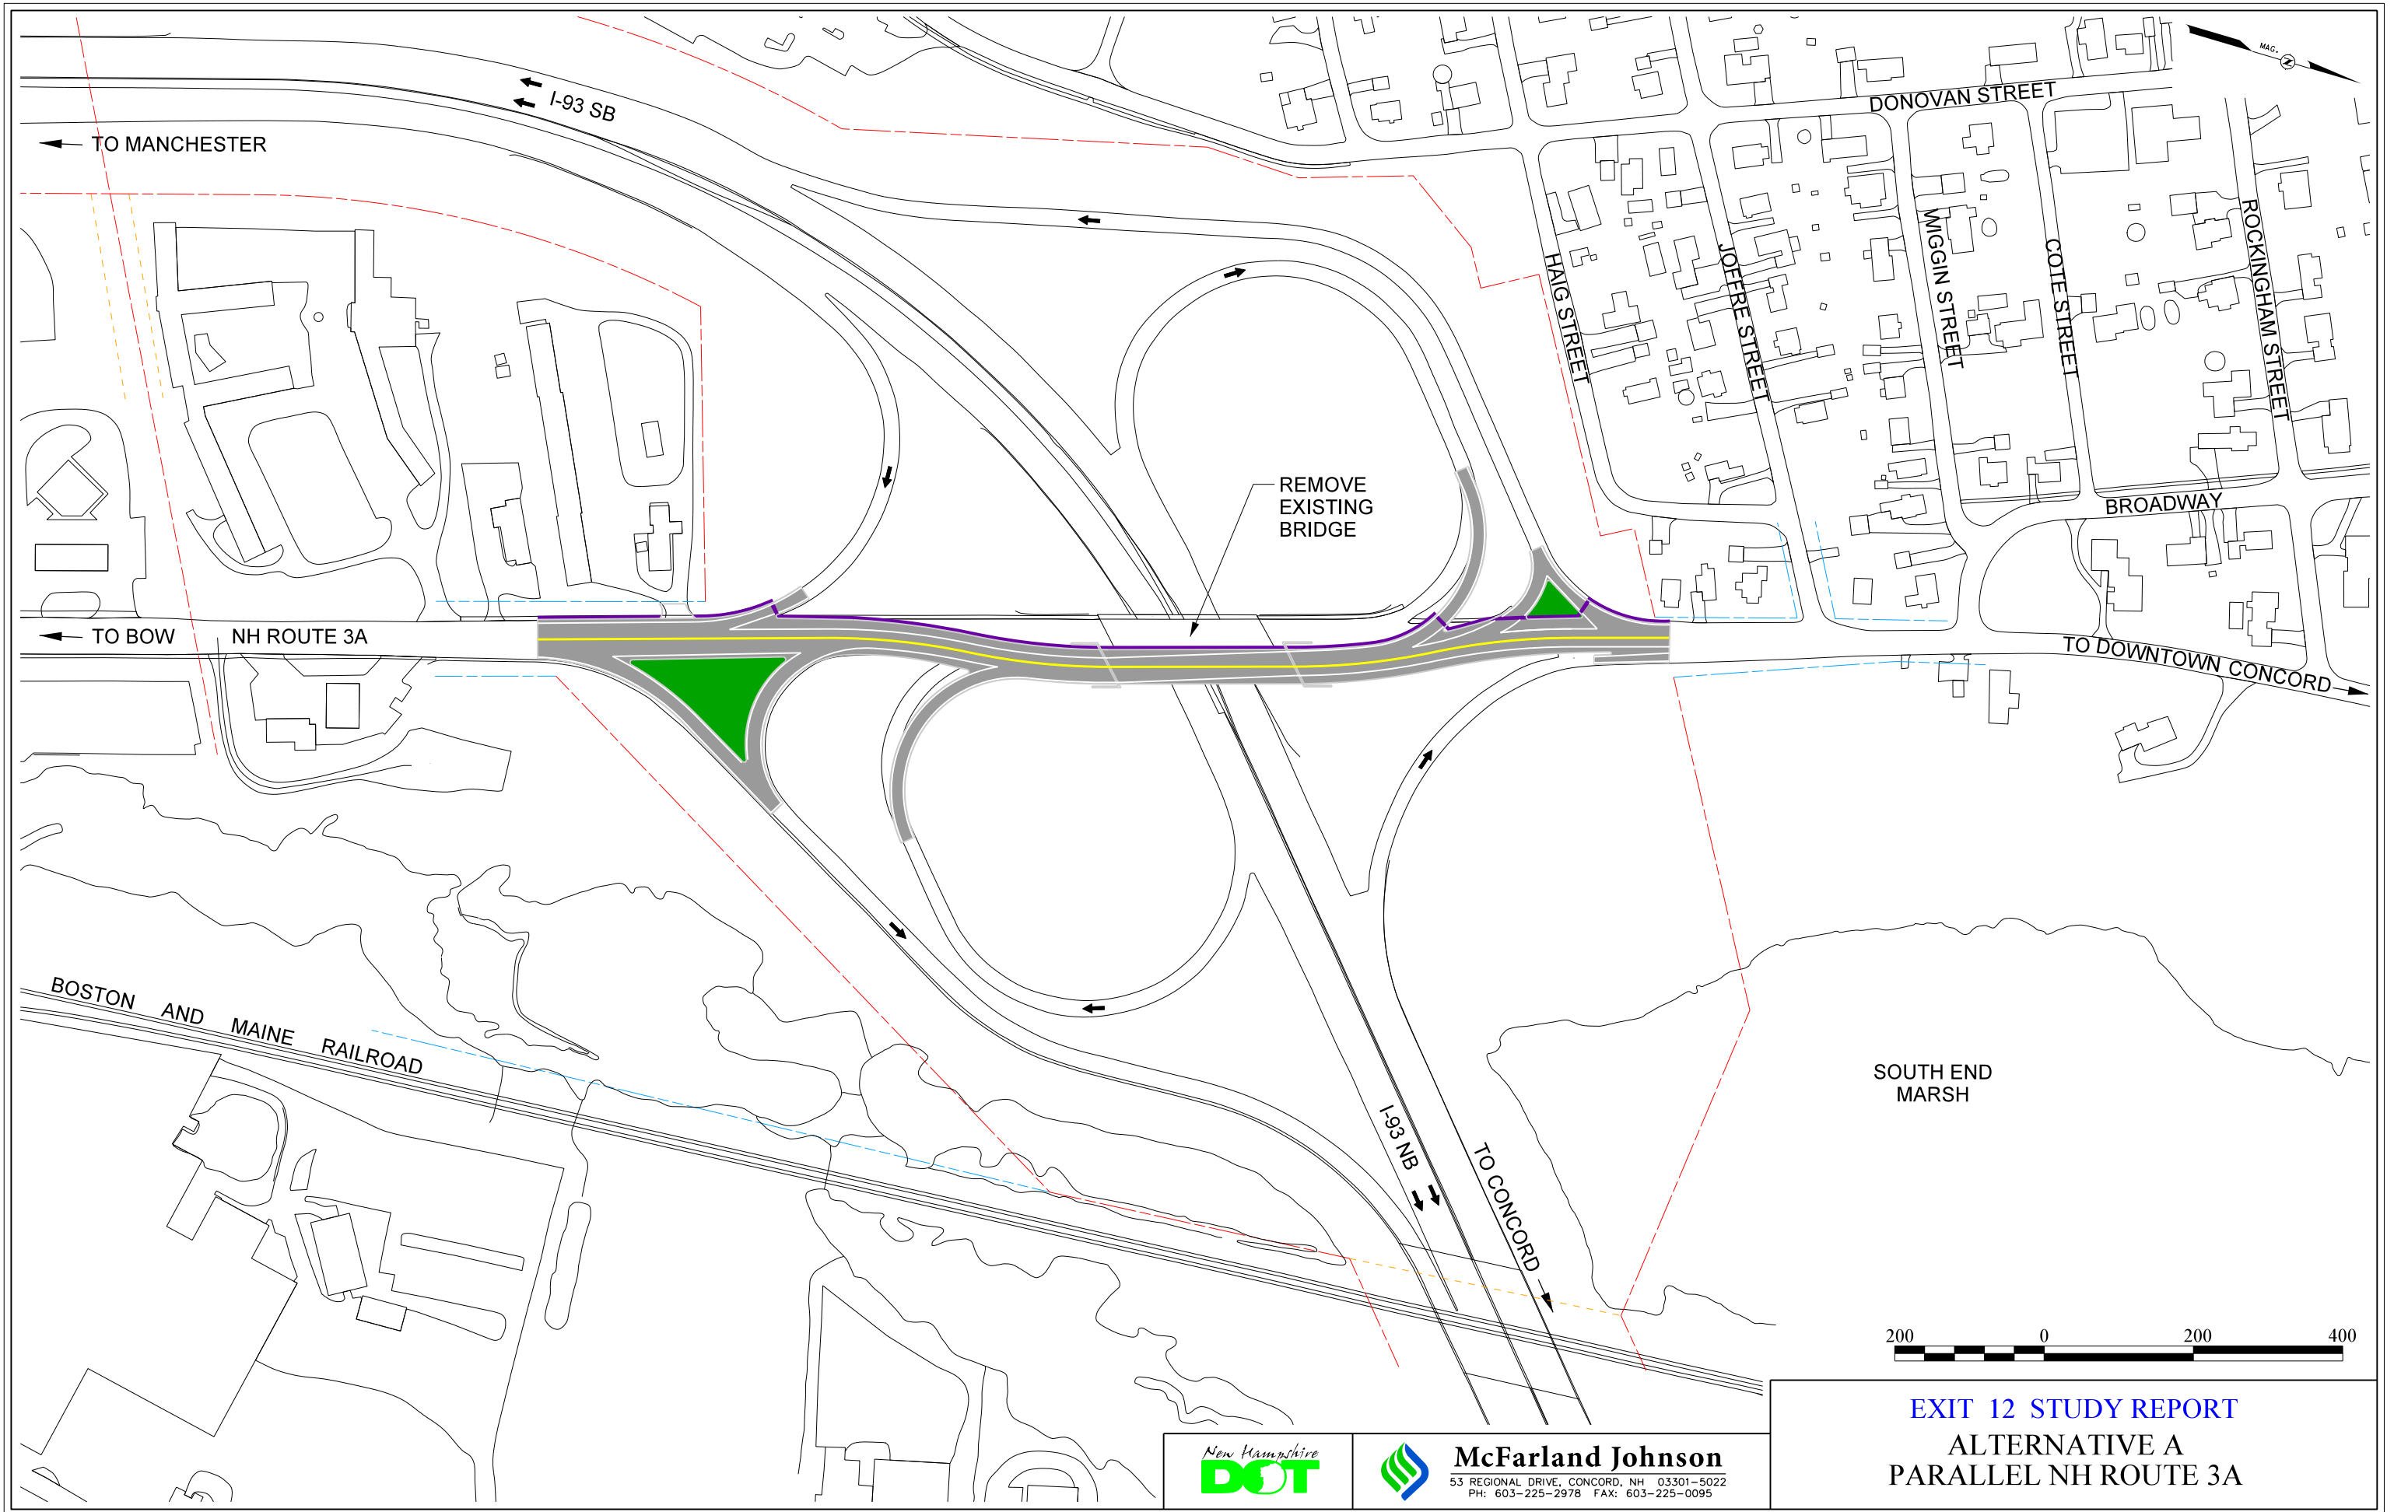 MAG.
N
I-93 SB
DONOVAN STREET
TO MANCHESTER
HAIG STREET
JOFFRE STREET
WIGGIN STREET
COTE STREET
ROCKINGHAM STREET
REMOVE
EXISTING
BRIDGE
BROADWAY
TO BOW
NH ROUTE 3A
TO DOWNTOWN CONCORD
BOSTON AND MAINE RAILROAD
SOUTH END
MARSH
I-93 NB
TO CONCORD
200 0 200 400
EXIT 12 STUDY REPORT
ALTERNATIVE A
PARALLEL NH ROUTE 3A
New Hampshire
DOT
McFarland Johnson
53 REGIONAL DRIVE, CONCORD, NH 03301-5022
PH: 603-225-2978 FAX: 603-225-0095